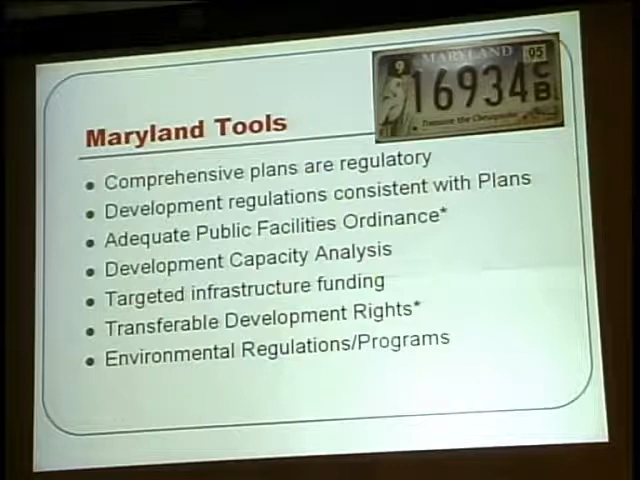 MARYLAND
9
05
16934
CB
Treasure the Chesapeake
Maryland Tools
Comprehensive plans are regulatory
Development regulations consistent with Plans
Adequate Public Facilities Ordinance*
Development Capacity Analysis
Targeted infrastructure funding
Transferable Development Rights*
Environmental Regulations/Programs